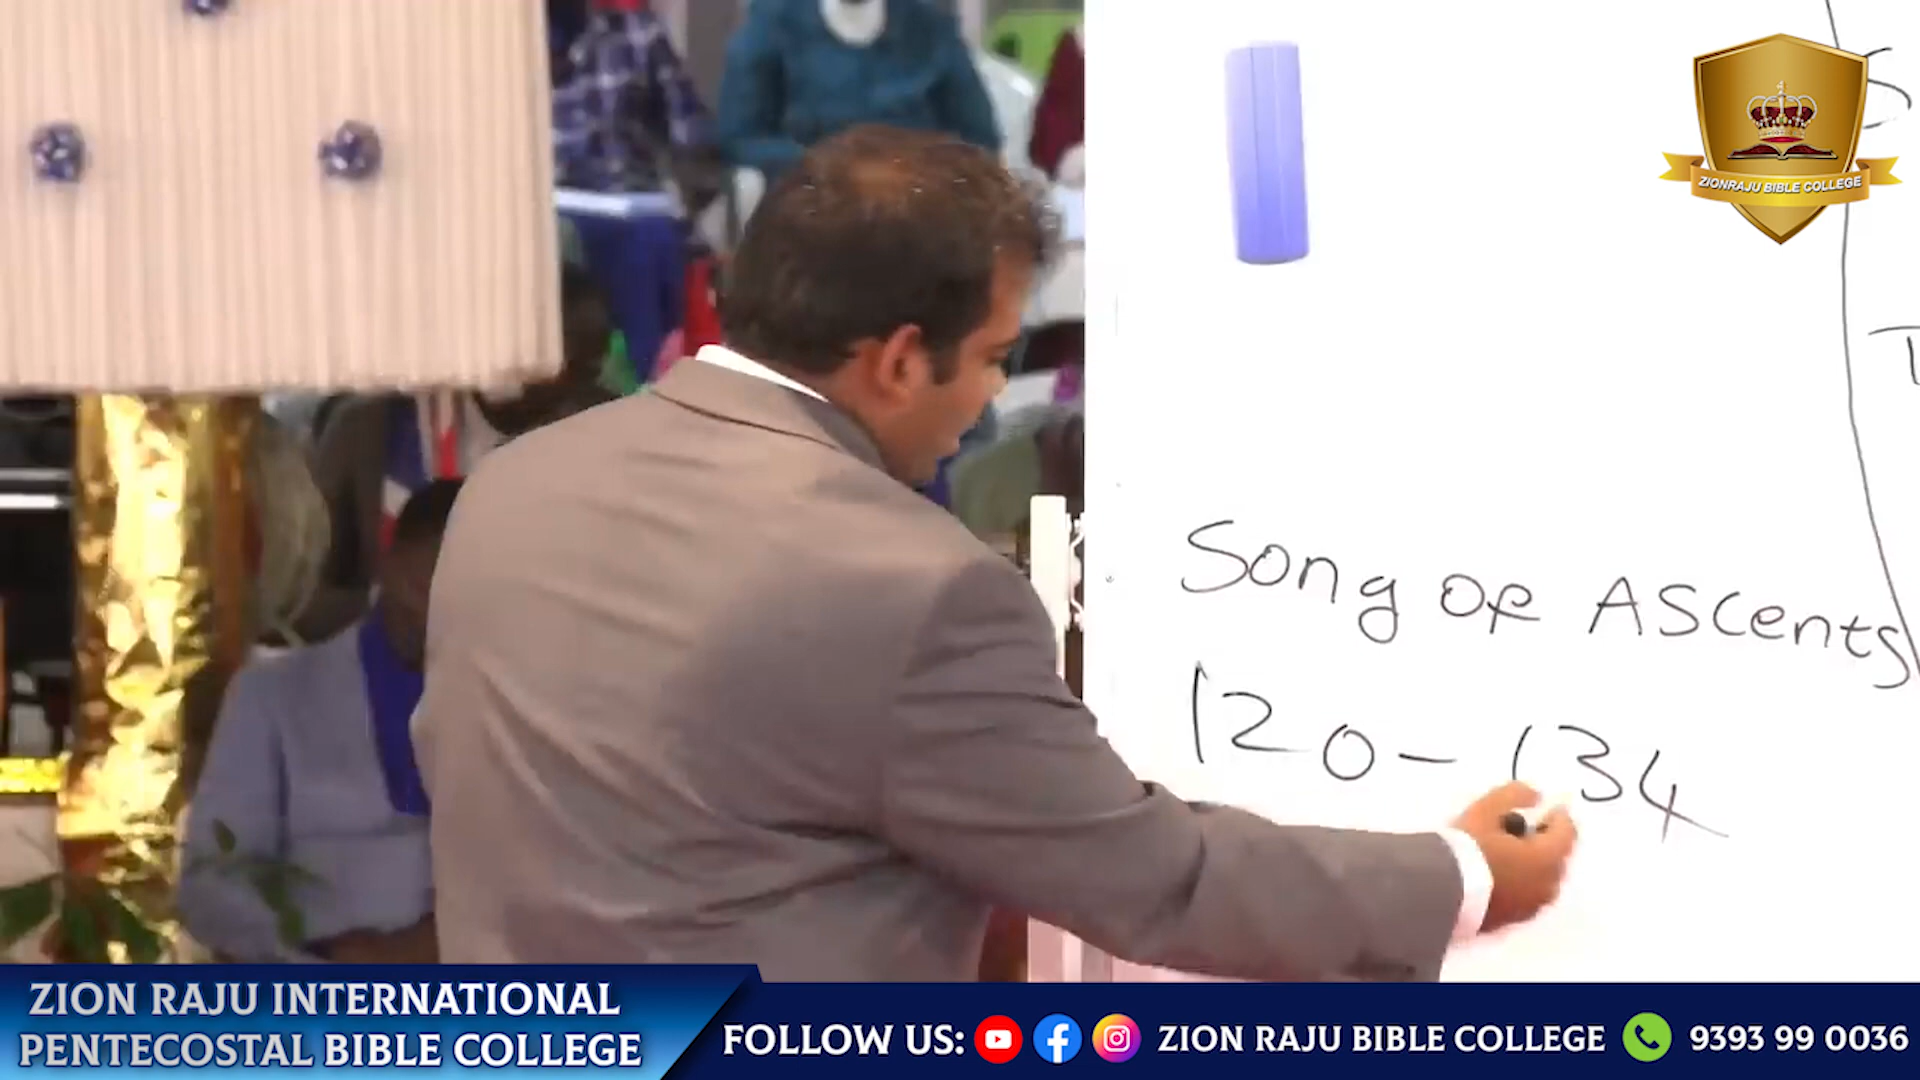 ZIONRAJU BIBLE COLLEGE
Song of Ascents
120-134
ZION RAJU INTERNATIONAL
PENTECOSTAL BIBLE COLLEGE
FOLLOW US: ZION RAJU BIBLE COLLEGE 9393 99 0036